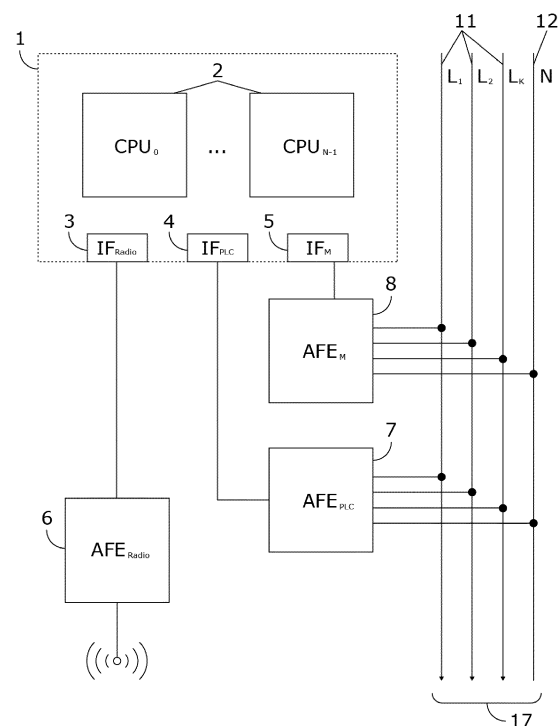 1
2
11
12
L1 L2 LK N
CPU0 ... CPUN-1
3 4 5
IFRadio IFPLC IFM
8
AFEM
7
AFEPLC
6
AFERadio
17